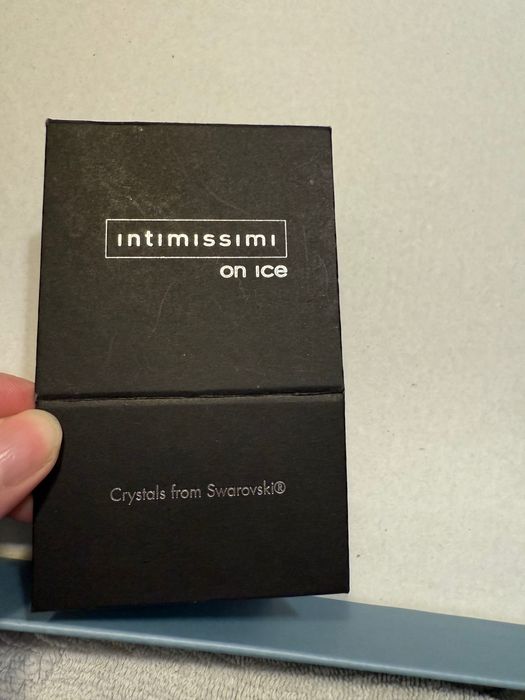 intimissimi
on ice
Crystals from Swarovski®